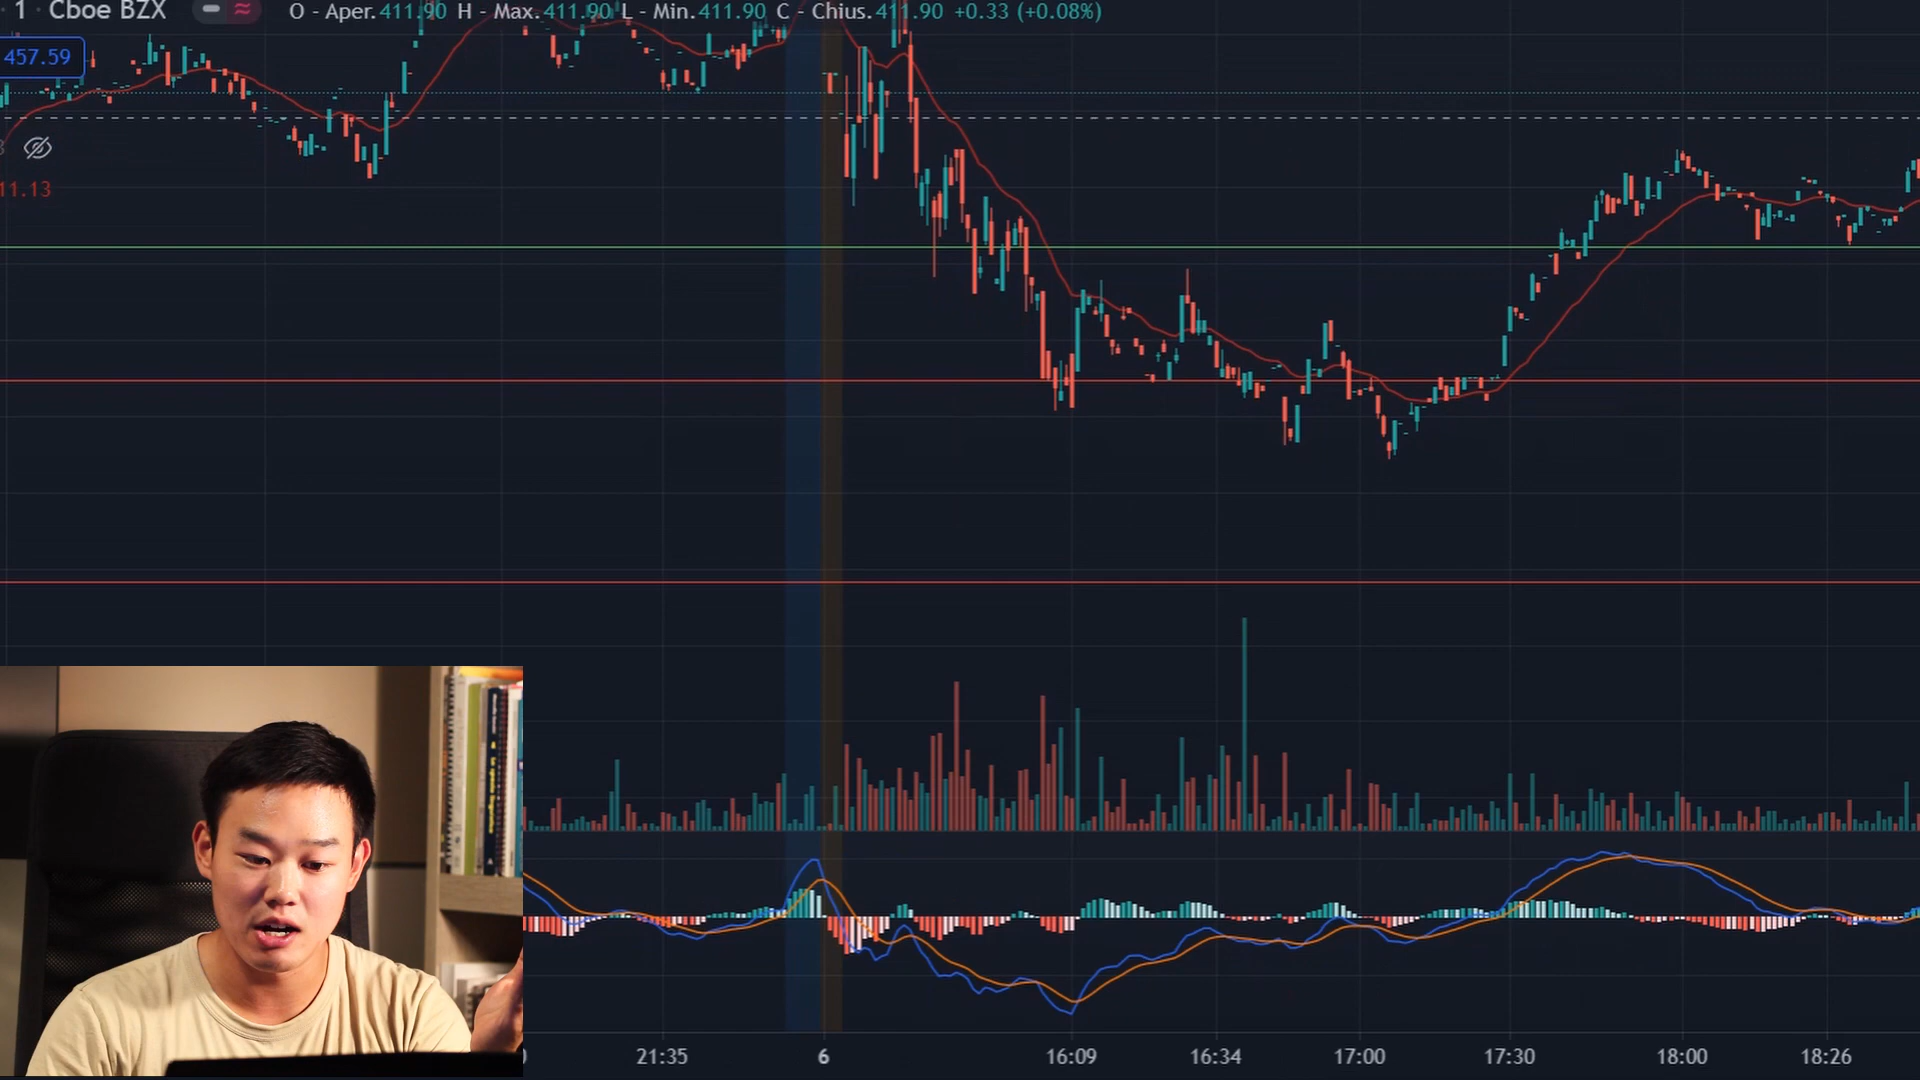 1 · Cboe BZX O - Aper.411.90 H - Max.411.90 L - Min.411.90 C - Chius.411.90 +0.33 (+0.08%)
457.59
11.13
21:35 6 16:09 16:34 17:00 17:30 18:00 18:26